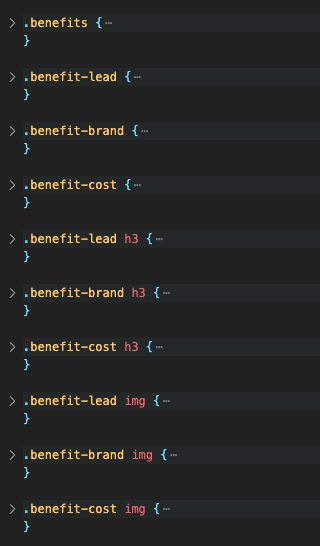 .benefits {⋯
}
.benefit-lead {⋯
}
.benefit-brand {⋯
}
.benefit-cost {⋯
}
.benefit-lead h3 {⋯
}
.benefit-brand h3 {⋯
}
.benefit-cost h3 {⋯
}
.benefit-lead img {⋯
}
.benefit-brand img {⋯
}
.benefit-cost img {⋯
}